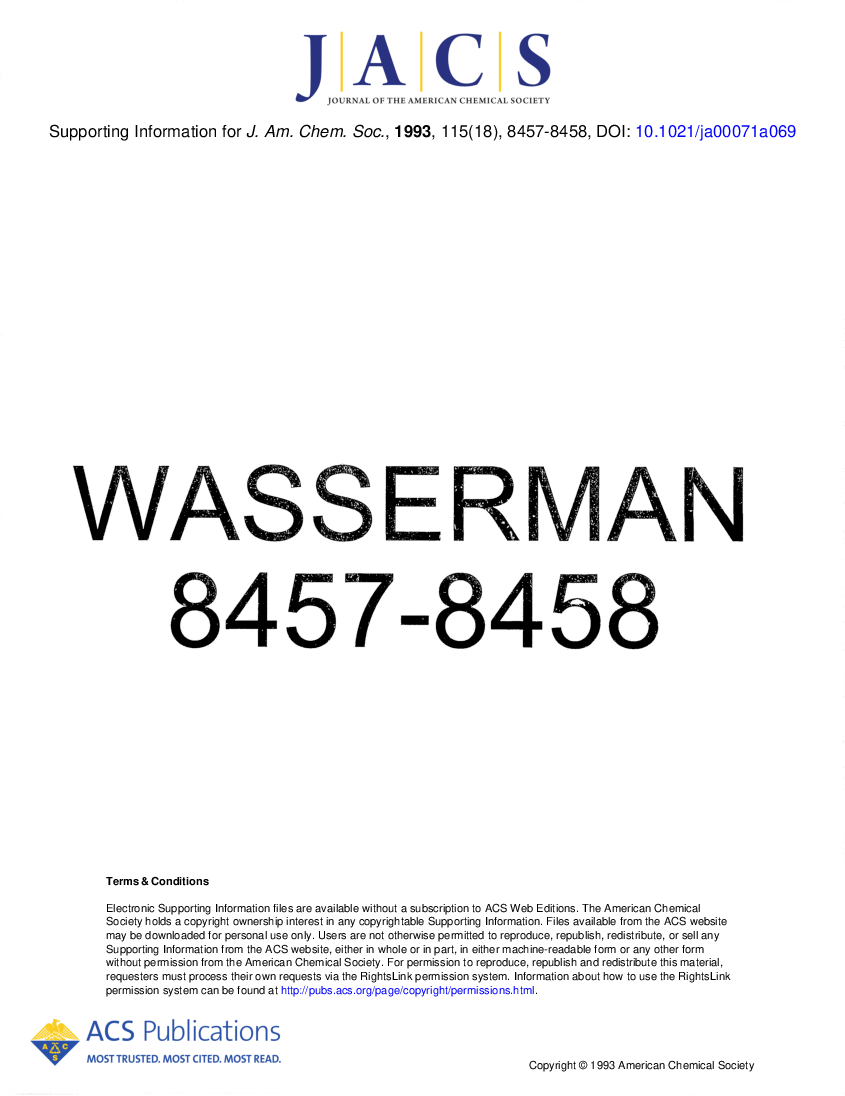 J|A|C|S
JOURNAL OF THE AMERICAN CHEMICAL SOCIETY
Supporting Information for J. Am. Chem. Soc., 1993, 115(18), 8457-8458, DOI: 10.1021/ja00071a069
WASSERMAN
8457-8458
Terms & Conditions
Electronic Supporting Information files are available without a subscription to ACS Web Editions. The American Chemical
Society holds a copyright ownership interest in any copyrightable Supporting Information. Files available from the ACS website
may be downloaded for personal use only. Users are not otherwise permitted to reproduce, republish, redistribute, or sell any
Supporting Information from the ACS website, either in whole or in part, in either machine-readable form or any other form
without permission from the American Chemical Society. For permission to reproduce, republish and redistribute this material,
requesters must process their own requests via the RightsLink permission system. Information about how to use the RightsLink
permission system can be found at http://pubs.acs.org/page/copyright/permissions.html.
ACS
ACS Publications
MOST TRUSTED. MOST CITED. MOST READ.
Copyright © 1993 American Chemical Society